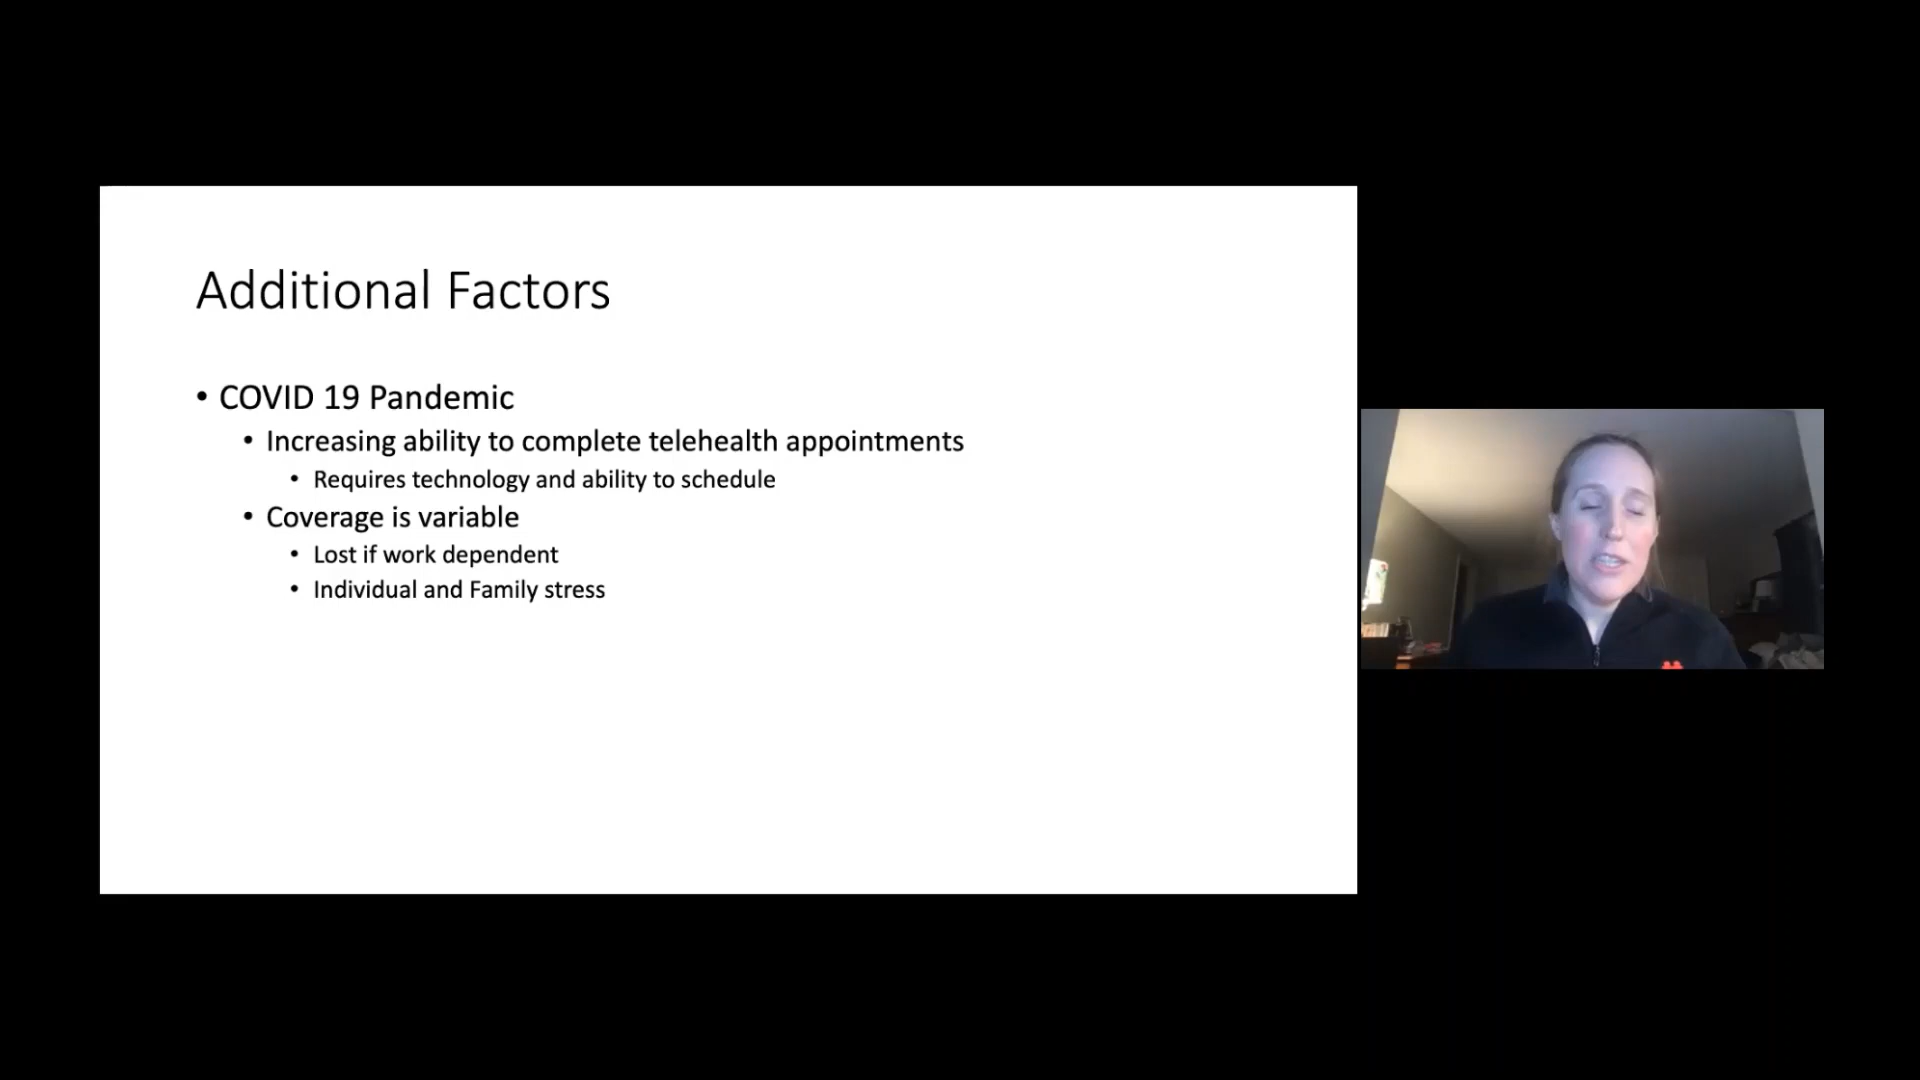 Additional Factors
• COVID 19 Pandemic
• Increasing ability to complete telehealth appointments
• Requires technology and ability to schedule
• Coverage is variable
• Lost if work dependent
• Individual and Family stress